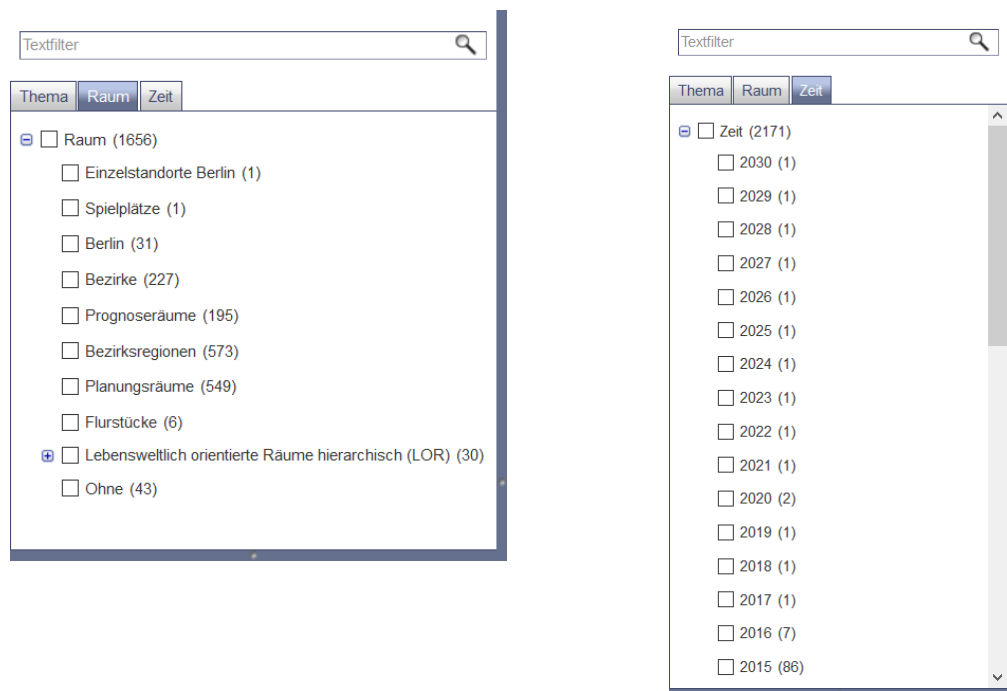 Textfilter
Thema Raum Zeit
Raum (1656)
Einzelstandorte Berlin (1)
Spielplätze (1)
Berlin (31)
Bezirke (227)
Prognoseräume (195)
Bezirksregionen (573)
Planungsräume (549)
Flurstücke (6)
Lebensweltlich orientierte Räume hierarchisch (LOR) (30)
Ohne (43)
Textfilter
Thema Raum Zeit
Zeit (2171)
2030 (1)
2029 (1)
2028 (1)
2027 (1)
2026 (1)
2025 (1)
2024 (1)
2023 (1)
2022 (1)
2021 (1)
2020 (2)
2019 (1)
2018 (1)
2017 (1)
2016 (7)
2015 (86)